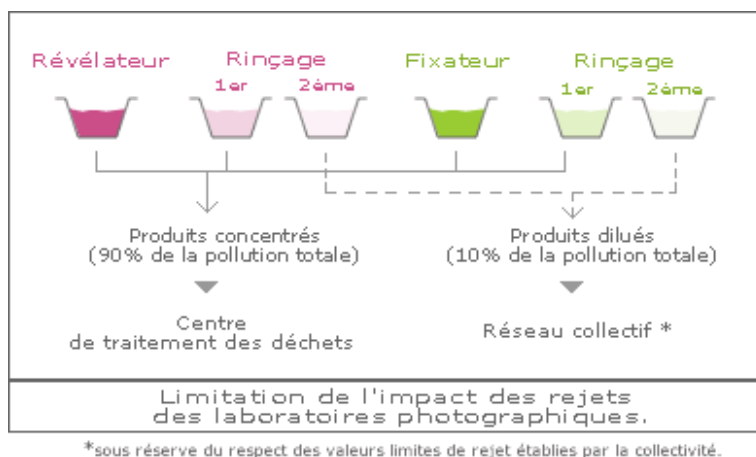 Révélateur Rinçage Fixateur Rinçage
1er 2ème 1er 2ème
Produits concentrés
(90% de la pollution totale)
Produits dilués
(10% de la pollution totale)
Centre
de traitement des déchets
Réseau collectif *
Limitation de l'impact des rejets
des laboratoires photographiques.
*sous réserve du respect des valeurs limites de rejet établies par la collectivité.